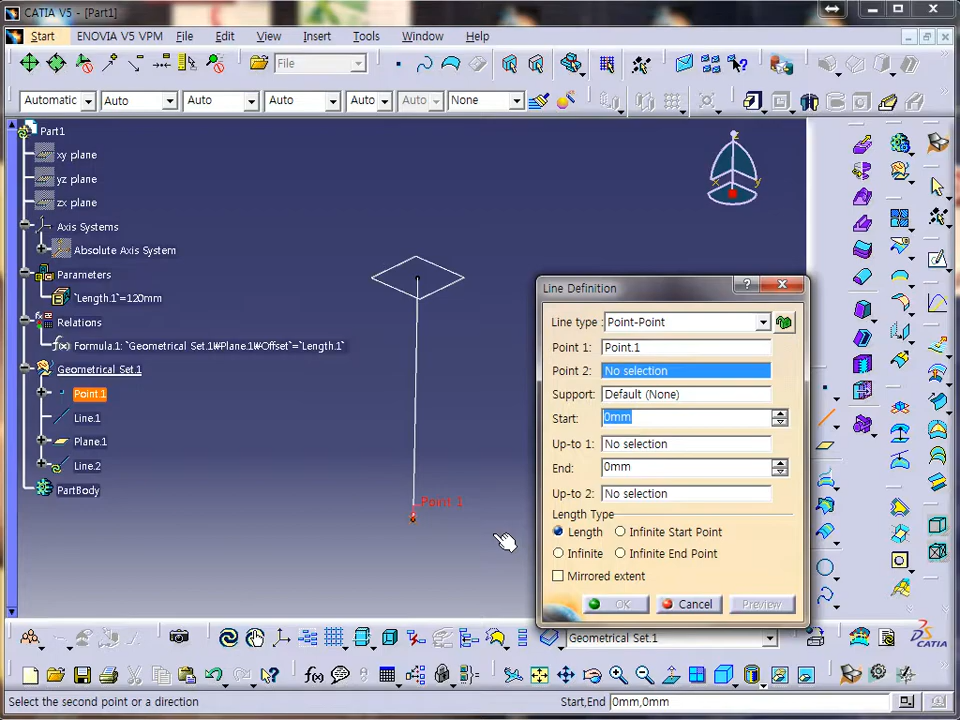 CATIA V5 - [Part1]
Start ENOVIA V5 VPM File Edit View Insert Tools Window Help
File
Automatic Auto Auto Auto Auto Auto None
Part1
xy plane
yz plane
zx plane
Axis Systems
Absolute Axis System
Parameters
`Length.1`=120mm
Relations
Formula.1: `Geometrical Set.1₩Plane.1₩Offset`=`Length.1`
Geometrical Set.1
Point.1
Line.1
Plane.1
Line.2
PartBody
z
x
y
Point 1
Line Definition
Line type : Point-Point
Point 1: Point.1
Point 2: No selection
Support: Default (None)
Start: 0mm
Up-to 1: No selection
End: 0mm
Up-to 2: No selection
Length Type
Length Infinite Start Point
Infinite Infinite End Point
Mirrored extent
OK Cancel Preview
Geometrical Set.1
CATIA
Select the second point or a direction Start,End 0mm,0mm